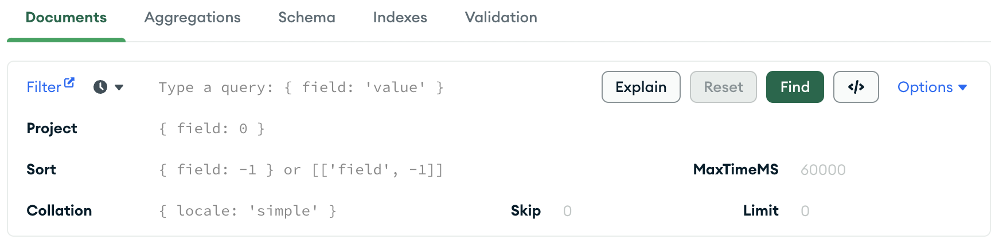 Documents Aggregations Schema Indexes Validation
Filter Type a query: { field: 'value' } Explain Reset Find </> Options
Project { field: 0 }
Sort { field: -1 } or [['field', -1]] MaxTimeMS 60000
Collation { locale: 'simple' } Skip 0 Limit 0